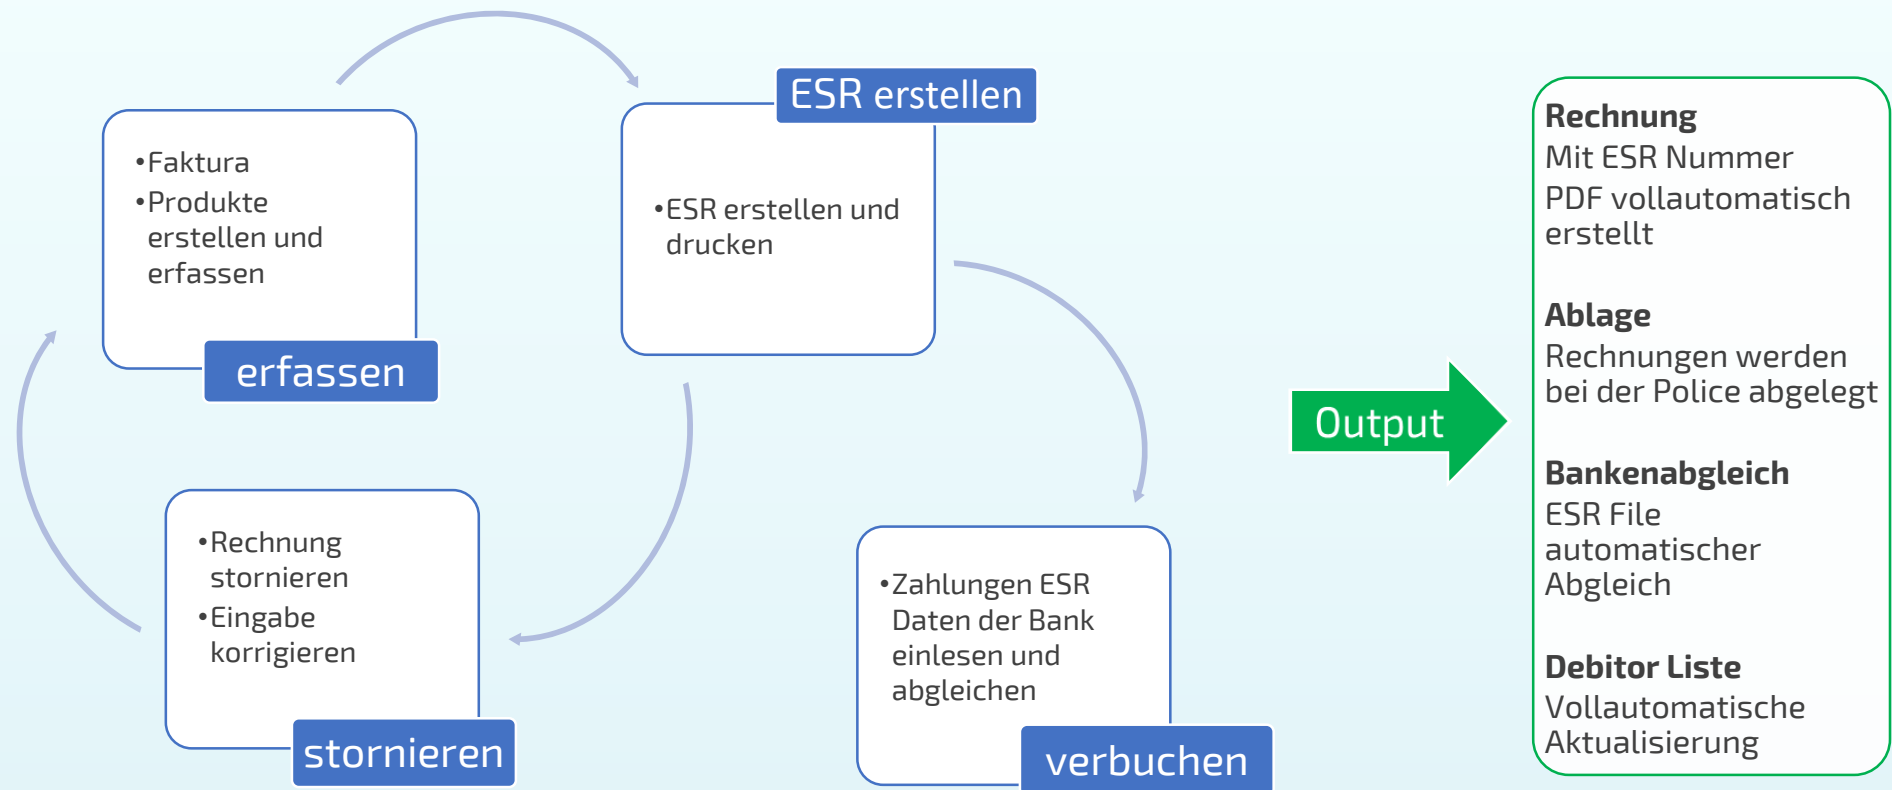 •Faktura
•Produkte
erstellen und
erfassen
erfassen
ESR erstellen
•ESR erstellen und
drucken
•Rechnung
stornieren
•Eingabe
korrigieren
stornieren
•Zahlungen ESR
Daten der Bank
einlesen und
abgleichen
verbuchen
Output
Rechnung
Mit ESR Nummer
PDF vollautomatisch
erstellt
Ablage
Rechnungen werden
bei der Police abgelegt
Bankenabgleich
ESR File
automatischer
Abgleich
Debitor Liste
Vollautomatische
Aktualisierung